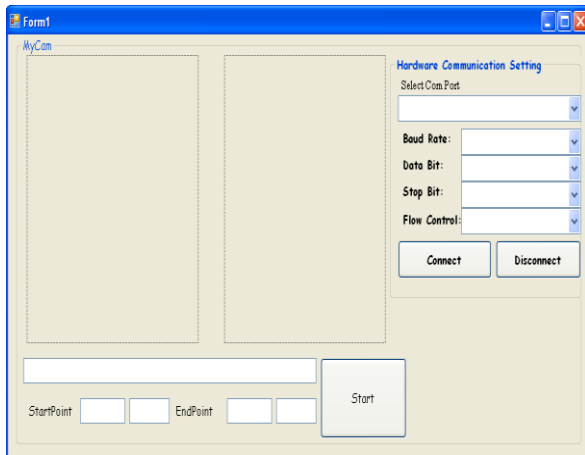 Form1
MyCam
Hardware Communication Setting
Select Com Port
Baud Rate:
Data Bit:
Stop Bit:
Flow Control:
Connect Disconnect
Start
StartPoint EndPoint